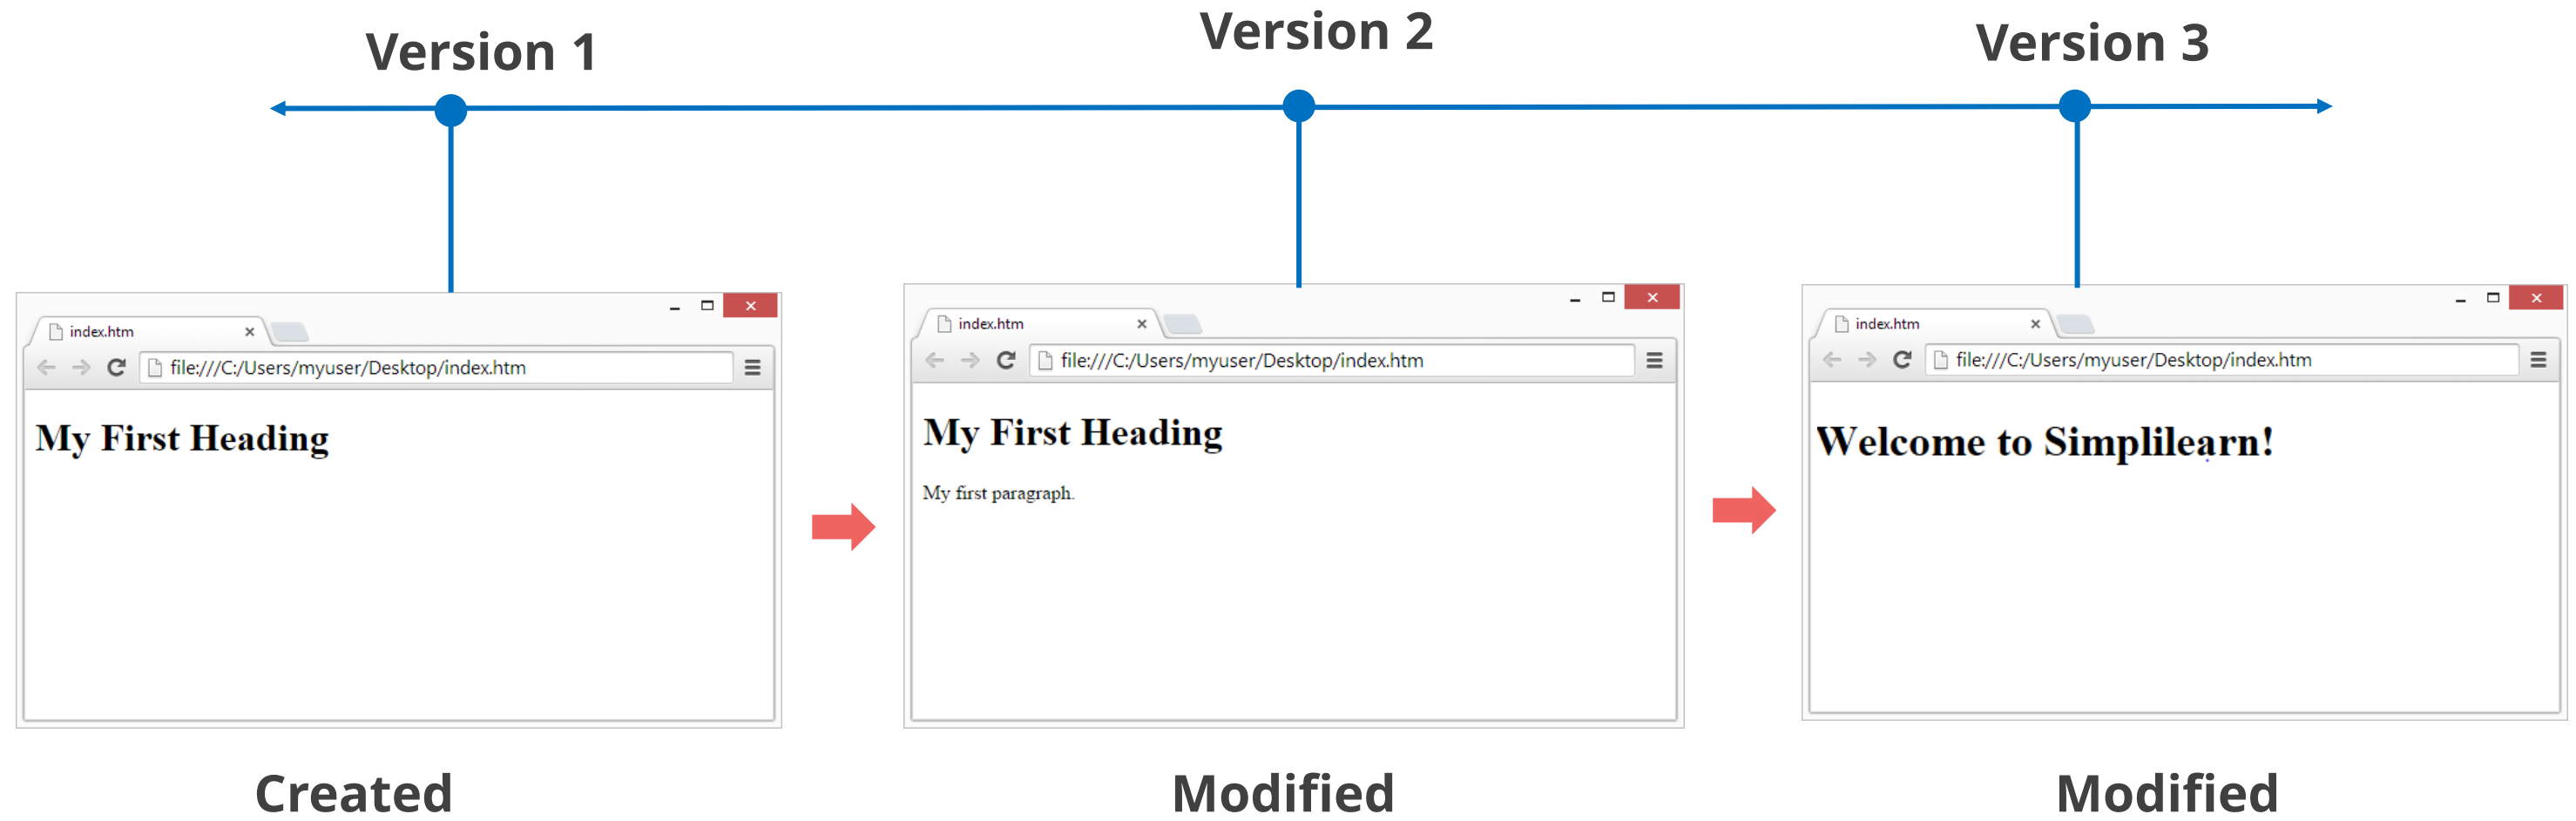 Version 1
Version 2
Version 3
index.htm
file:///C:/Users/myuser/Desktop/index.htm
My First Heading
index.htm
file:///C:/Users/myuser/Desktop/index.htm
My First Heading
My first paragraph.
index.htm
file:///C:/Users/myuser/Desktop/index.htm
Welcome to Simplilearn!
Created
Modified
Modified